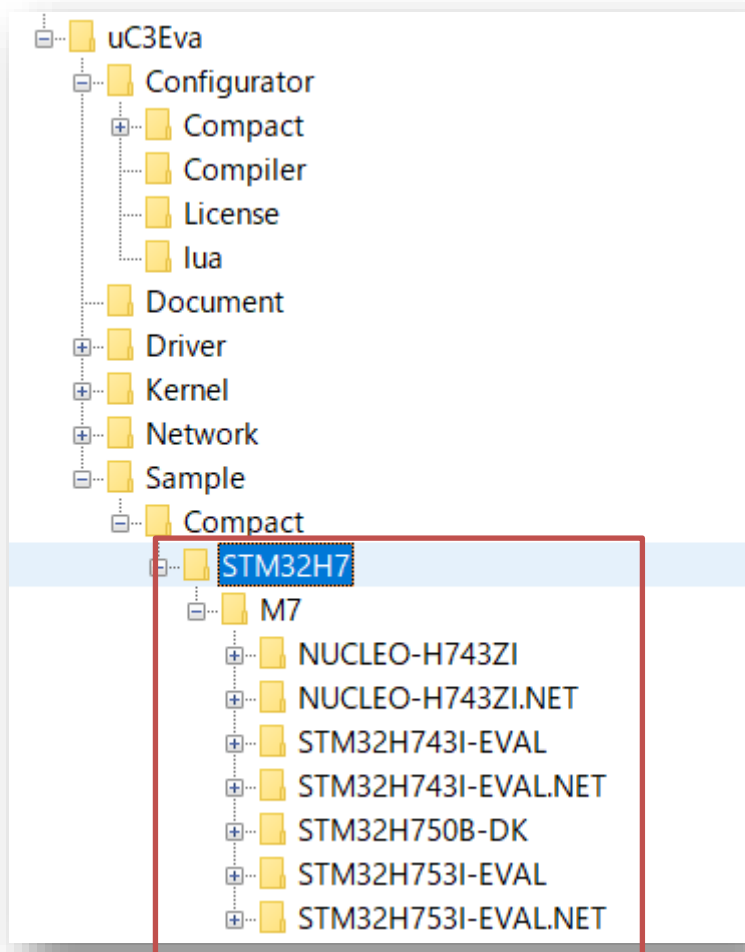 uC3Eva
Configurator
Compact
Compiler
License
lua
Document
Driver
Kernel
Network
Sample
Compact
STM32H7
M7
NUCLEO-H743ZI
NUCLEO-H743ZI.NET
STM32H743I-EVAL
STM32H743I-EVAL.NET
STM32H750B-DK
STM32H753I-EVAL
STM32H753I-EVAL.NET